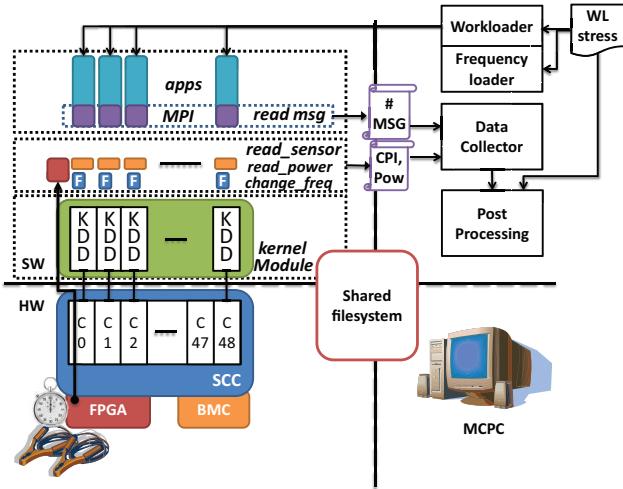 Workloader
Frequency
loader
WL
stress
apps
MPI
read msg
#
MSG
Data
Collector
read_sensor
read_power
change_freq
CPI,
Pow
F
F
F
F
Post
Processing
K
D
D
K
D
D
K
D
D
K
D
D
kernel
Module
SW
HW
Shared
filesystem
C
0
C
1
C
2
C
47
C
48
SCC
FPGA
BMC
MCPC